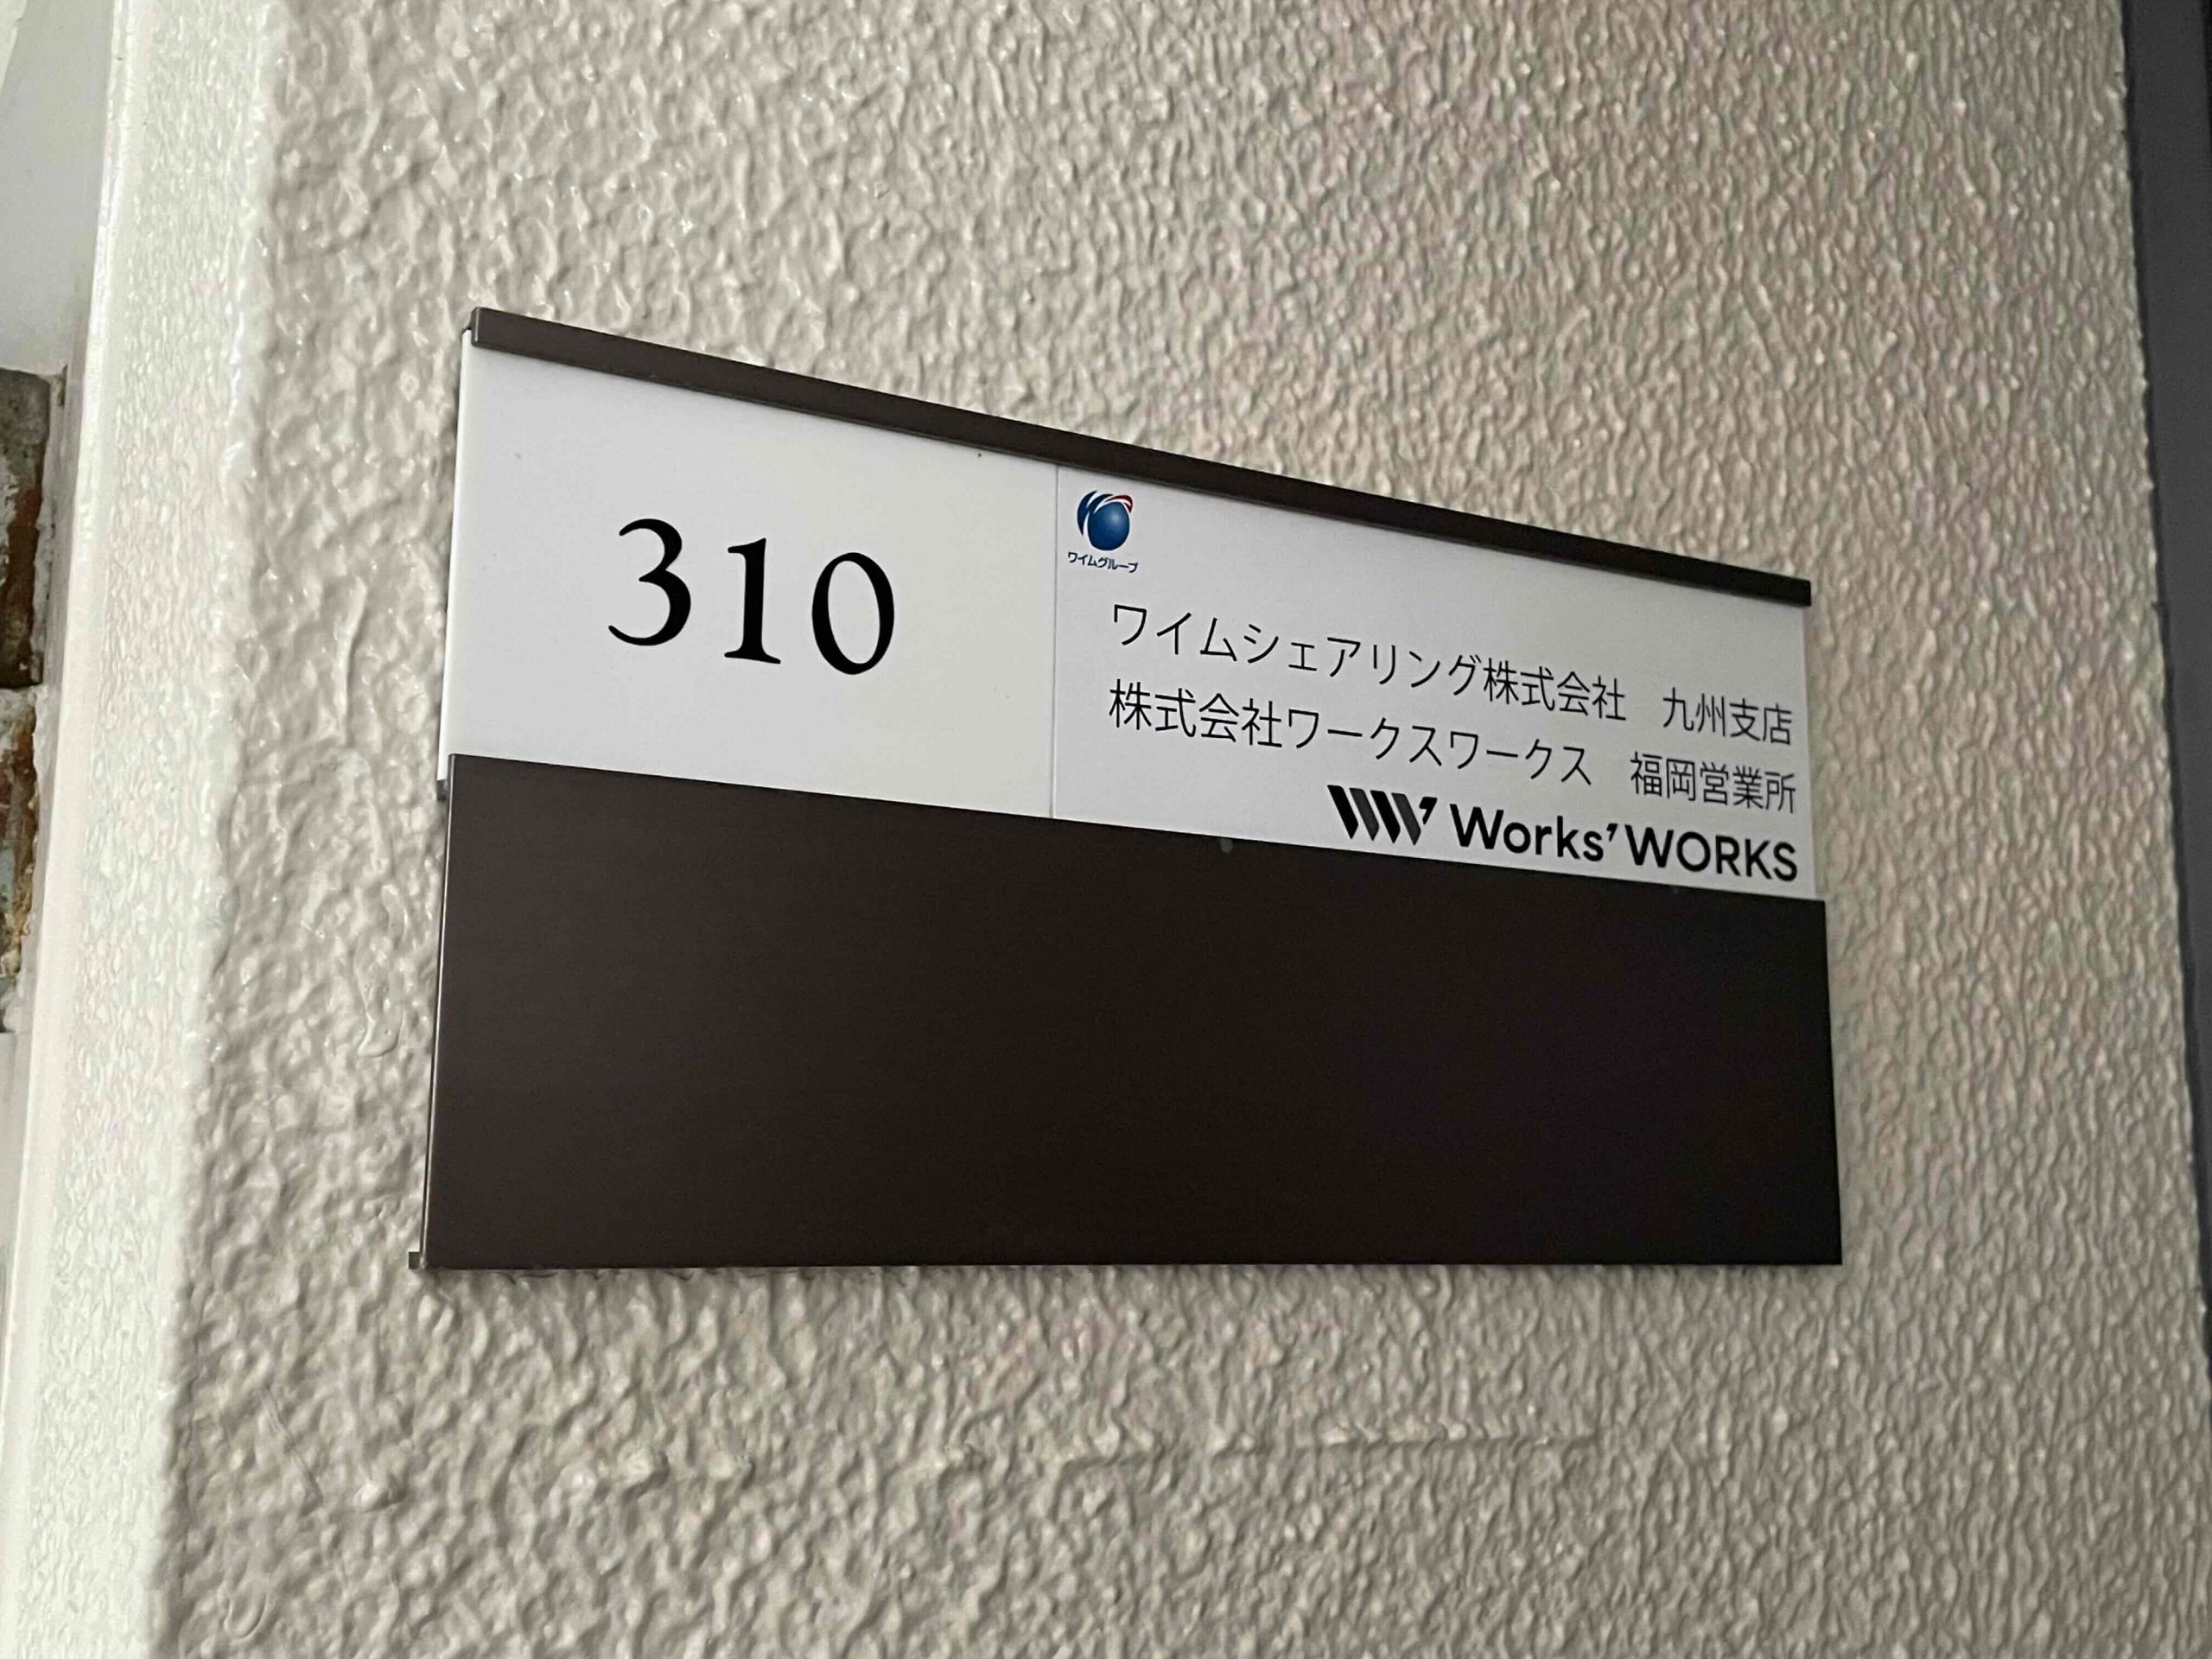 310
ワイムグループ
ワイムシェアリング株式会社　九州支店
株式会社ワークスワークス　福岡営業所
Works’WORKS